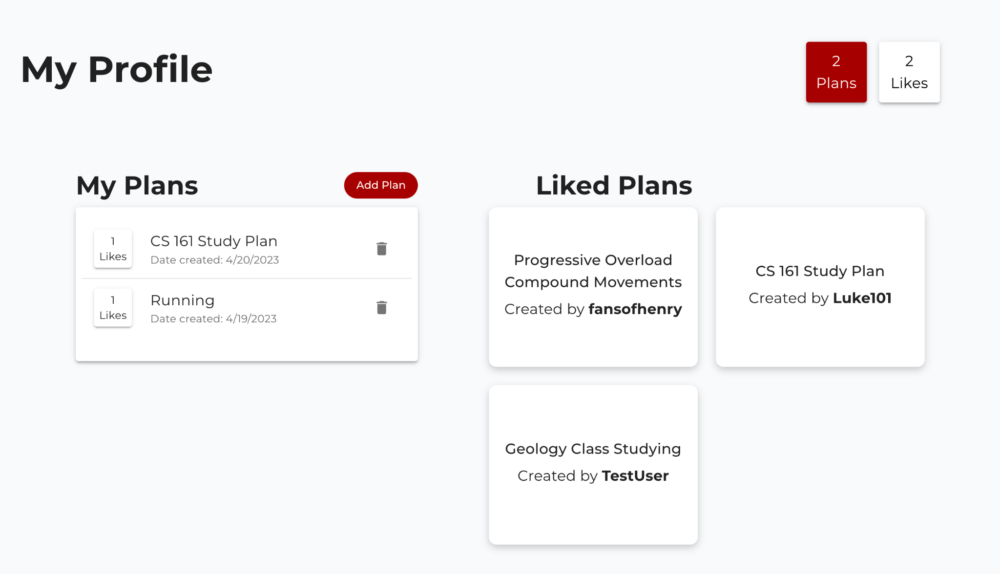 My Profile
2
Plans
2
Likes
My Plans
Add Plan
1
Likes
CS 161 Study Plan
Date created: 4/20/2023
1
Likes
Running
Date created: 4/19/2023
Liked Plans
Progressive Overload
Compound Movements
Created by fansofhenry
CS 161 Study Plan
Created by Luke101
Geology Class Studying
Created by TestUser